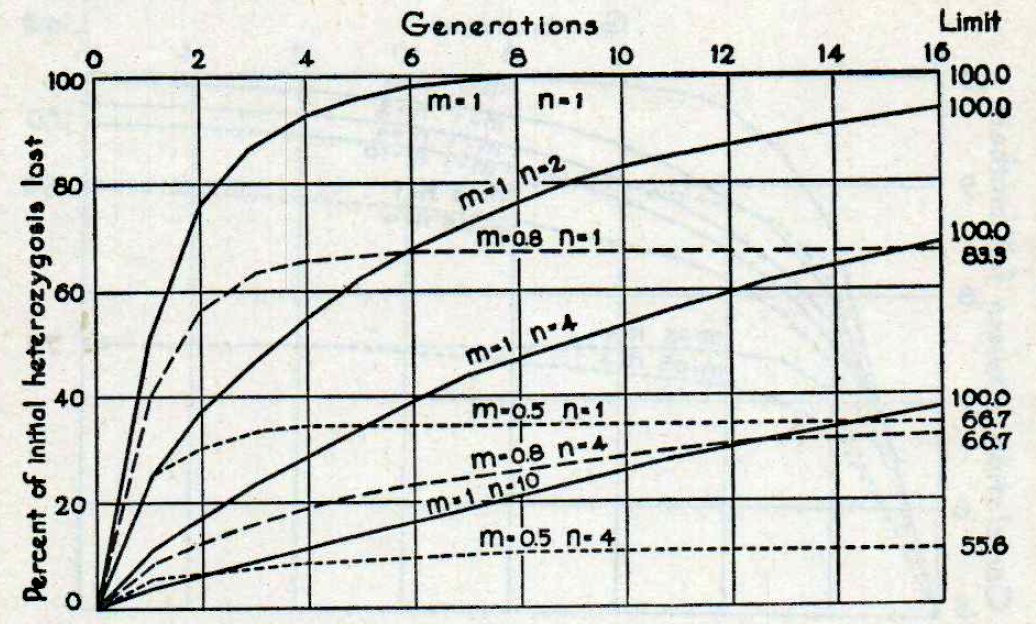 Generations
Limit
0 2 4 6 8 10 12 14 16
100
80
60
40
20
0
Percent of initial heterozygosis lost
m=1 n=1
m=1 n=2
m=0.8 n=1
m=1 n=4
m=0.5 n=1
m=0.8 n=4
m=1 n=10
m=0.5 n=4
100.0
100.0
100.0
83.3
100.0
66.7
66.7
55.6